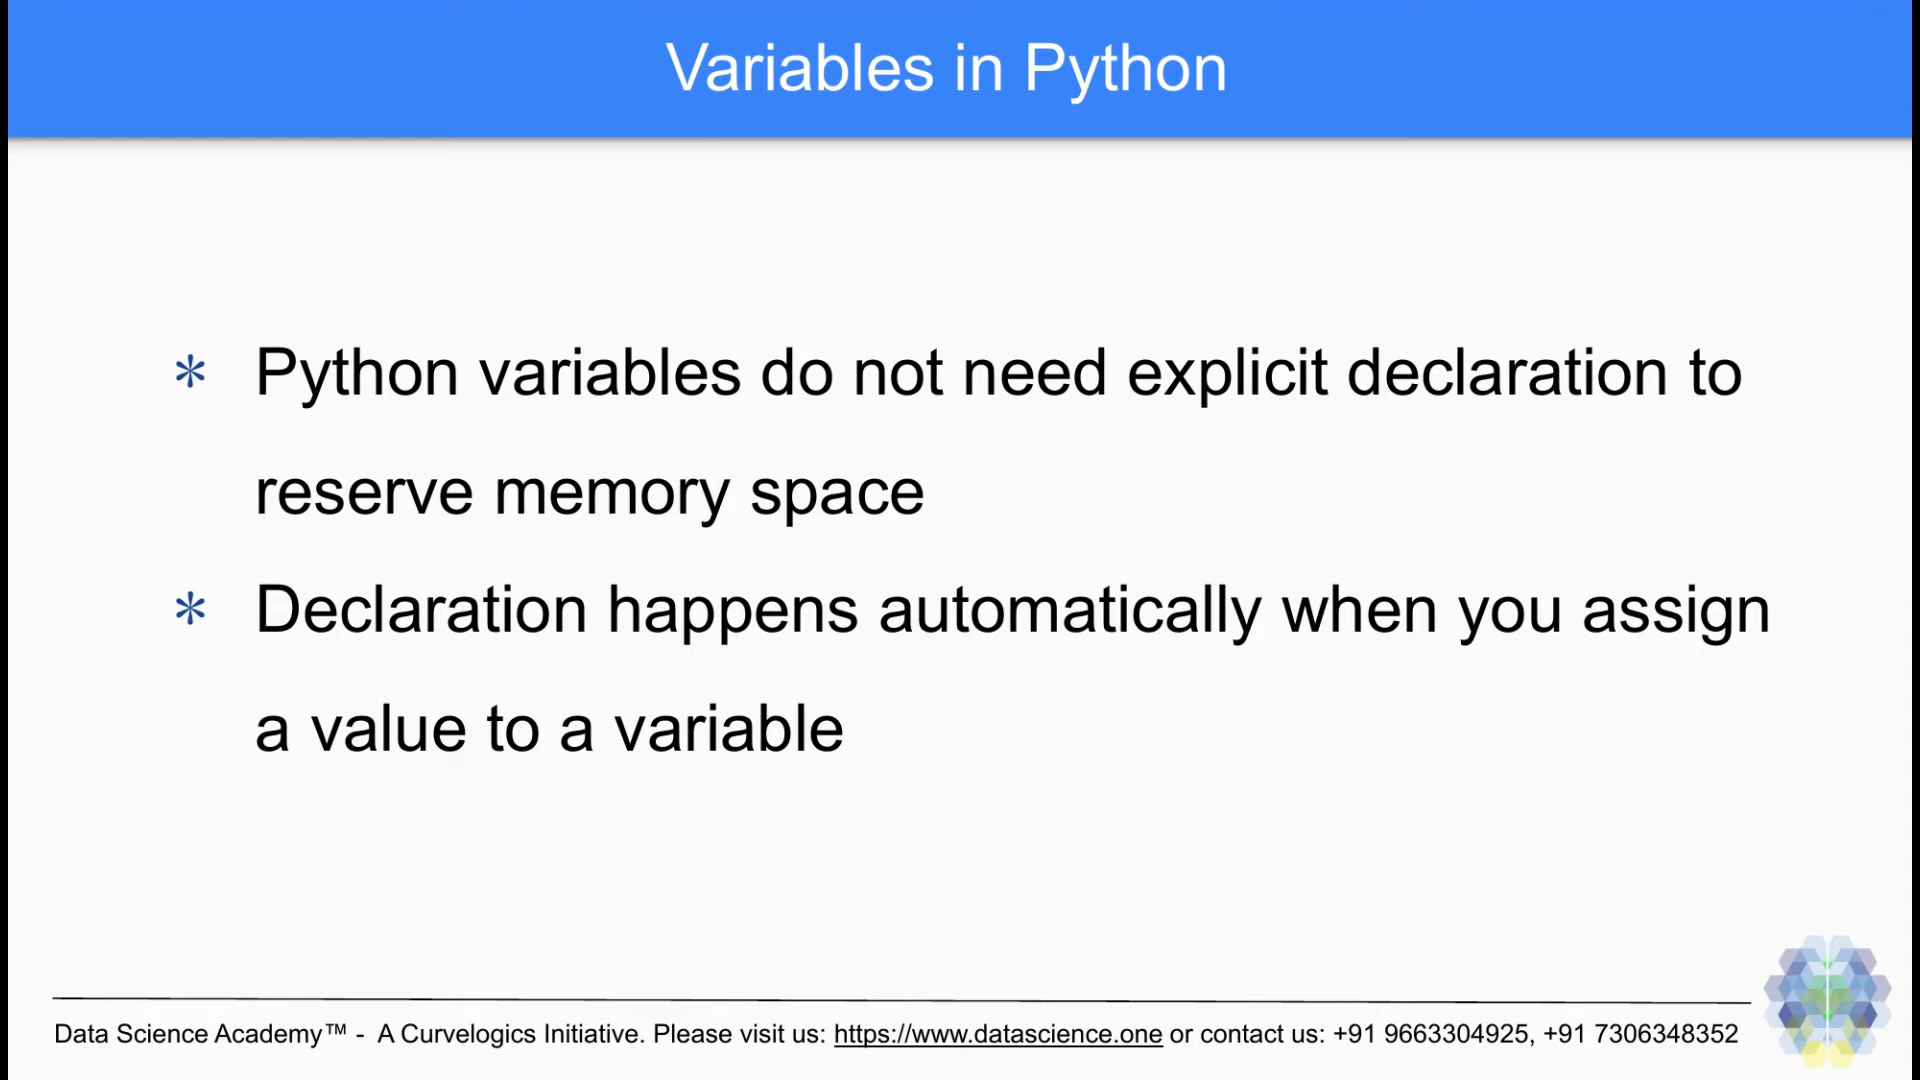 Variables in Python
* Python variables do not need explicit declaration to
reserve memory space
* Declaration happens automatically when you assign
a value to a variable
Data Science Academy™ - A Curvelogics Initiative. Please visit us: https://www.datascience.one or contact us: +91 9663304925, +91 7306348352